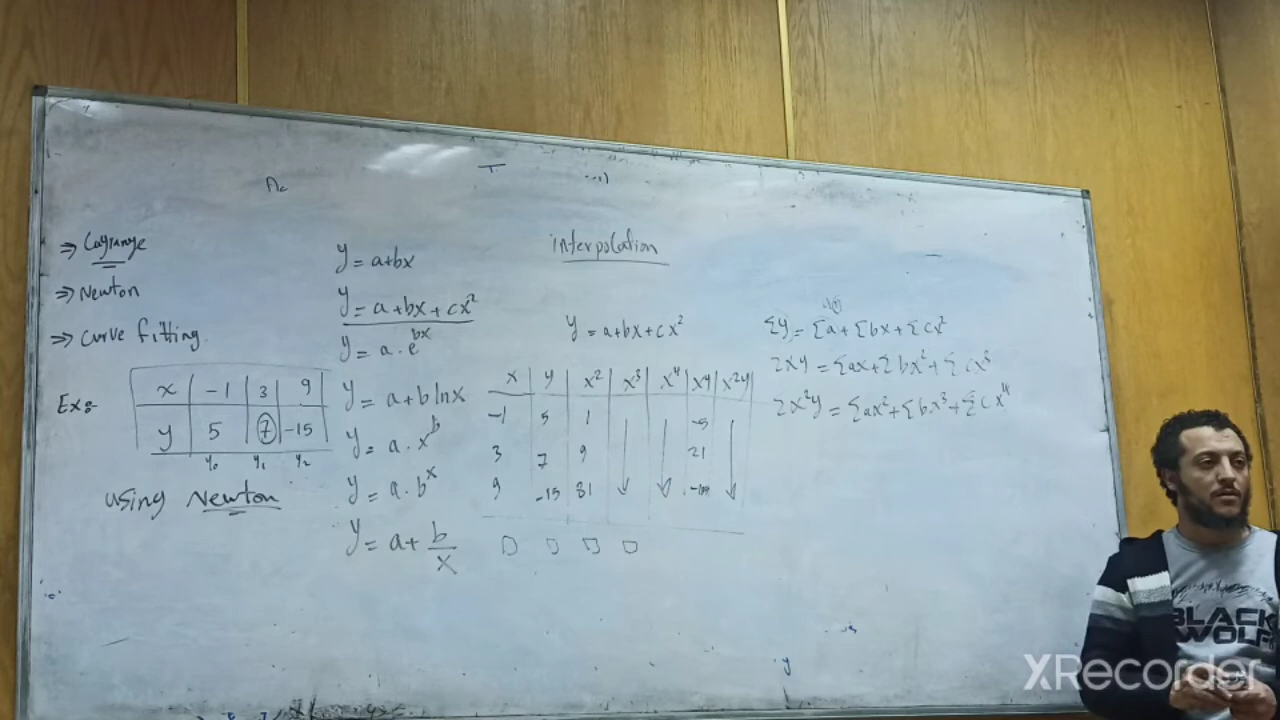 ⇒ Lagrange
⇒ Newton
⇒ Curve fitting.
Ex:
x | -1 | 3 | 9
y | 5 | 7 | -15
y₀ y₁ y₂
using Newton
y = a+bx
y = a+bx+cx²
y = a.e^bx
y = a+b lnx
y = a.x^b
y = a.b^x
y = a+ b/x
interpolation
y = a+bx+cx²
x | y | x² | x³ | x⁴ | xy | x²y
-1 | 5 | 1 | -5
3 | 7 | 9 | 21
9 | -15 | 81
Σy = Σa+Σbx+Σcx²
Σxy = Σax+Σbx²+Σcx³
Σx²y = Σax²+Σbx³+Σcx⁴
BLACK
WOLF
XRecorder